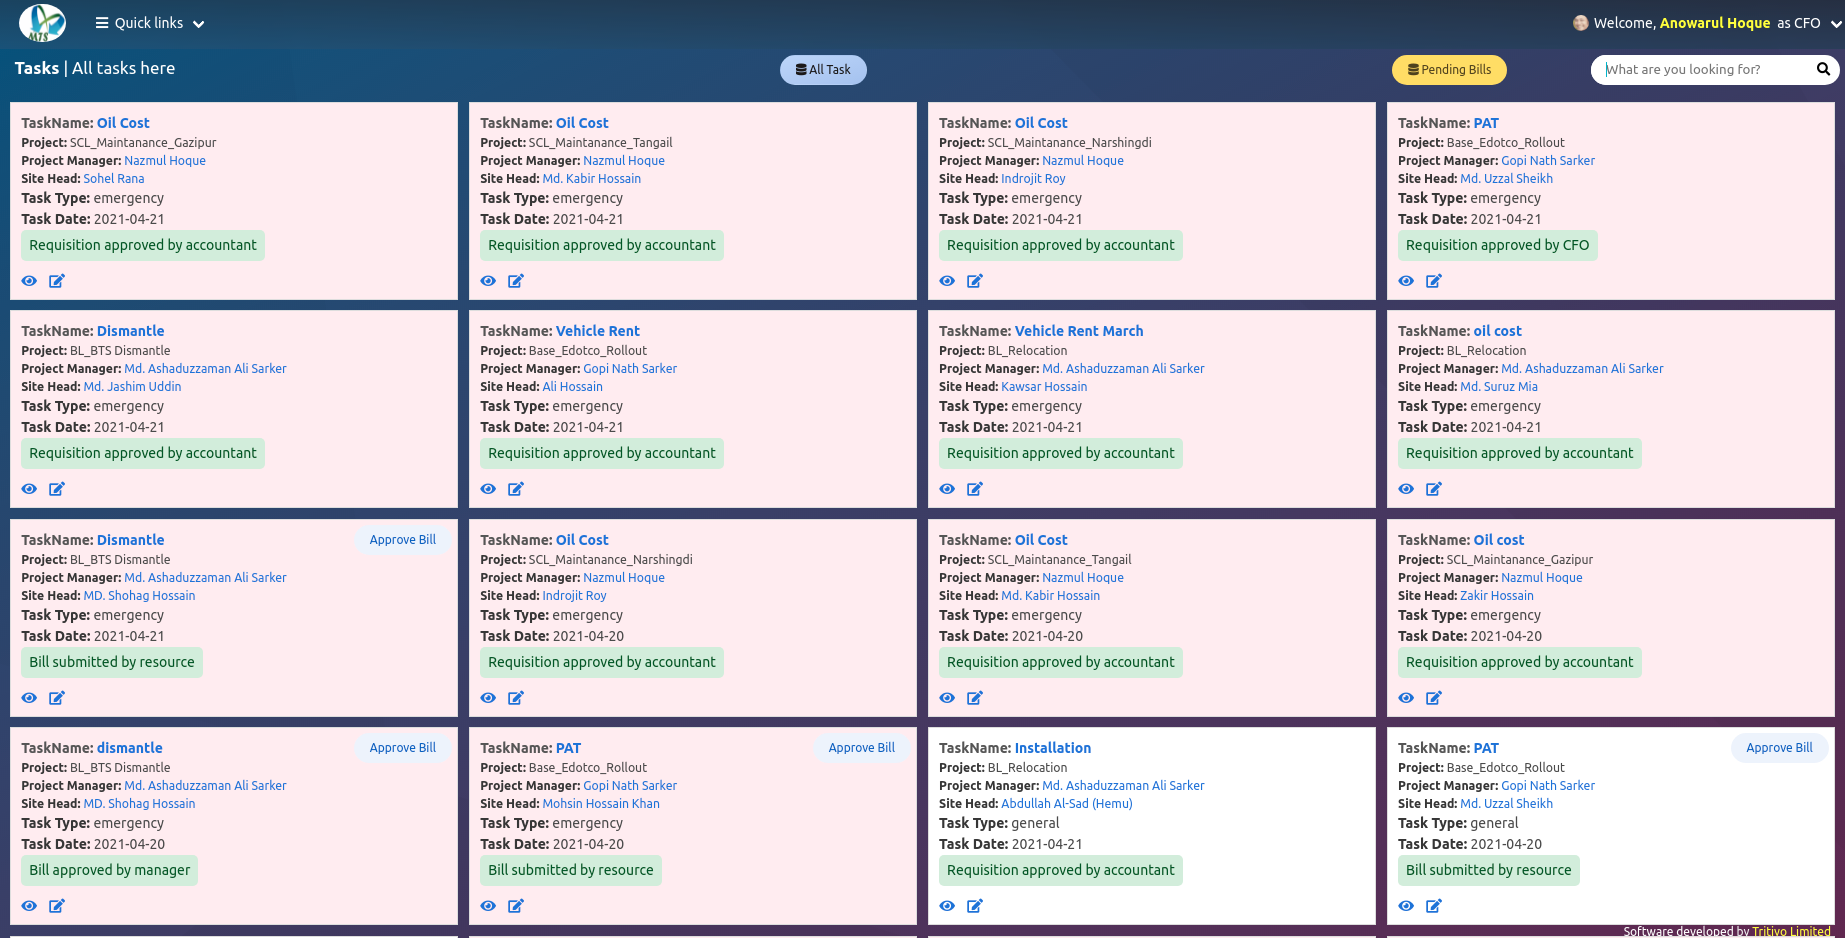 MTS
Quick links
Welcome, Anowarul Hoque as CFO
Tasks | All tasks here
All Task
Pending Bills
What are you looking for?
TaskName: Oil Cost
Project: SCL_Maintanance_Gazipur
Project Manager: Nazmul Hoque
Site Head: Sohel Rana
Task Type: emergency
Task Date: 2021-04-21
Requisition approved by accountant
TaskName: Oil Cost
Project: SCL_Maintanance_Tangail
Project Manager: Nazmul Hoque
Site Head: Md. Kabir Hossain
Task Type: emergency
Task Date: 2021-04-21
Requisition approved by accountant
TaskName: Oil Cost
Project: SCL_Maintanance_Narshingdi
Project Manager: Nazmul Hoque
Site Head: Indrojit Roy
Task Type: emergency
Task Date: 2021-04-21
Requisition approved by accountant
TaskName: PAT
Project: Base_Edotco_Rollout
Project Manager: Gopi Nath Sarker
Site Head: Md. Uzzal Sheikh
Task Type: emergency
Task Date: 2021-04-21
Requisition approved by CFO
TaskName: Dismantle
Project: BL_BTS Dismantle
Project Manager: Md. Ashaduzzaman Ali Sarker
Site Head: Md. Jashim Uddin
Task Type: emergency
Task Date: 2021-04-21
Requisition approved by accountant
TaskName: Vehicle Rent
Project: Base_Edotco_Rollout
Project Manager: Gopi Nath Sarker
Site Head: Ali Hossain
Task Type: emergency
Task Date: 2021-04-21
Requisition approved by accountant
TaskName: Vehicle Rent March
Project: BL_Relocation
Project Manager: Md. Ashaduzzaman Ali Sarker
Site Head: Kawsar Hossain
Task Type: emergency
Task Date: 2021-04-21
Requisition approved by accountant
TaskName: oil cost
Project: BL_Relocation
Project Manager: Md. Ashaduzzaman Ali Sarker
Site Head: Md. Suruz Mia
Task Type: emergency
Task Date: 2021-04-21
Requisition approved by accountant
TaskName: Dismantle
Approve Bill
Project: BL_BTS Dismantle
Project Manager: Md. Ashaduzzaman Ali Sarker
Site Head: MD. Shohag Hossain
Task Type: emergency
Task Date: 2021-04-21
Bill submitted by resource
TaskName: Oil Cost
Project: SCL_Maintanance_Narshingdi
Project Manager: Nazmul Hoque
Site Head: Indrojit Roy
Task Type: emergency
Task Date: 2021-04-20
Requisition approved by accountant
TaskName: Oil Cost
Project: SCL_Maintanance_Tangail
Project Manager: Nazmul Hoque
Site Head: Md. Kabir Hossain
Task Type: emergency
Task Date: 2021-04-20
Requisition approved by accountant
TaskName: Oil cost
Project: SCL_Maintanance_Gazipur
Project Manager: Nazmul Hoque
Site Head: Zakir Hossain
Task Type: emergency
Task Date: 2021-04-20
Requisition approved by accountant
TaskName: dismantle
Approve Bill
Project: BL_BTS Dismantle
Project Manager: Md. Ashaduzzaman Ali Sarker
Site Head: MD. Shohag Hossain
Task Type: emergency
Task Date: 2021-04-20
Bill approved by manager
TaskName: PAT
Approve Bill
Project: Base_Edotco_Rollout
Project Manager: Gopi Nath Sarker
Site Head: Mohsin Hossain Khan
Task Type: emergency
Task Date: 2021-04-20
Bill submitted by resource
TaskName: Installation
Project: BL_Relocation
Project Manager: Md. Ashaduzzaman Ali Sarker
Site Head: Abdullah Al-Sad (Hemu)
Task Type: general
Task Date: 2021-04-21
Requisition approved by accountant
TaskName: PAT
Approve Bill
Project: Base_Edotco_Rollout
Project Manager: Gopi Nath Sarker
Site Head: Md. Uzzal Sheikh
Task Type: general
Task Date: 2021-04-20
Bill submitted by resource
Software developed by Tritivo Limited